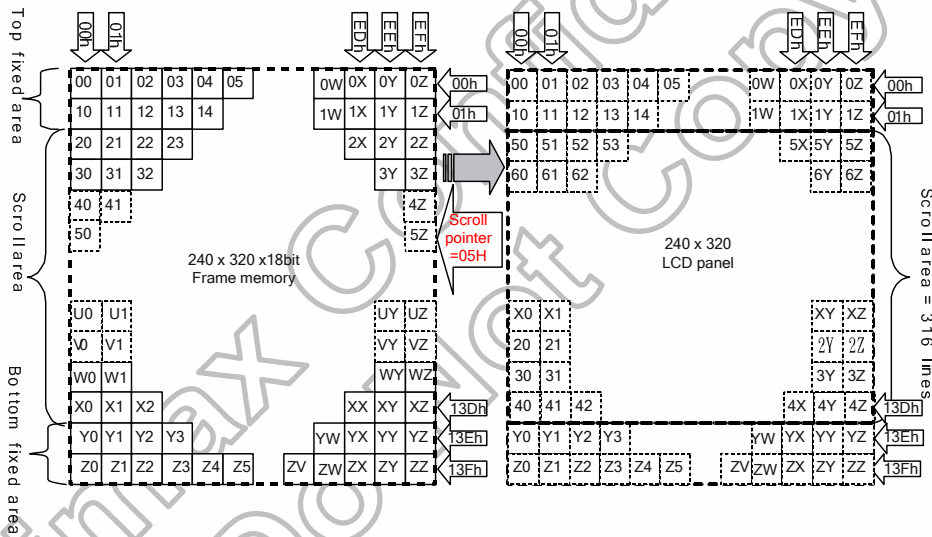 00h 01h EDh EEh EFh 00h 01h EDh EEh EFh
Top fixed area
00 01 02 03 04 05 0W 0X 0Y 0Z 00h 00 01 02 03 04 05 0W 0X 0Y 0Z 00h
10 11 12 13 14 1W 1X 1Y 1Z 01h 10 11 12 13 14 1W 1X 1Y 1Z 01h
20 21 22 23 2X 2Y 2Z 50 51 52 53 5X 5Y 5Z
30 31 32 3Y 3Z 60 61 62 6Y 6Z
Scroll area
40 41 4Z
50 5Z
Scroll
pointer
=05H
240 x 320 x18bit
Frame memory
240 x 320
LCD panel
Scroll area = 316 lines
U0 U1 UY UZ X0 X1 XY XZ
V0 V1 VY VZ 20 21 2Y 2Z
W0 W1 WY WZ 30 31 3Y 3Z
X0 X1 X2 XX XY XZ 13Dh 40 41 42 4X 4Y 4Z 13Dh
Bottom fixed area
Y0 Y1 Y2 Y3 YW YX YY YZ 13Eh Y0 Y1 Y2 Y3 YW YX YY YZ 13Eh
Z0 Z1 Z2 Z3 Z4 Z5 ZV ZW ZX ZY ZZ 13Fh Z0 Z1 Z2 Z3 Z4 Z5 ZV ZW ZX ZY ZZ 13Fh
Do Not Copy